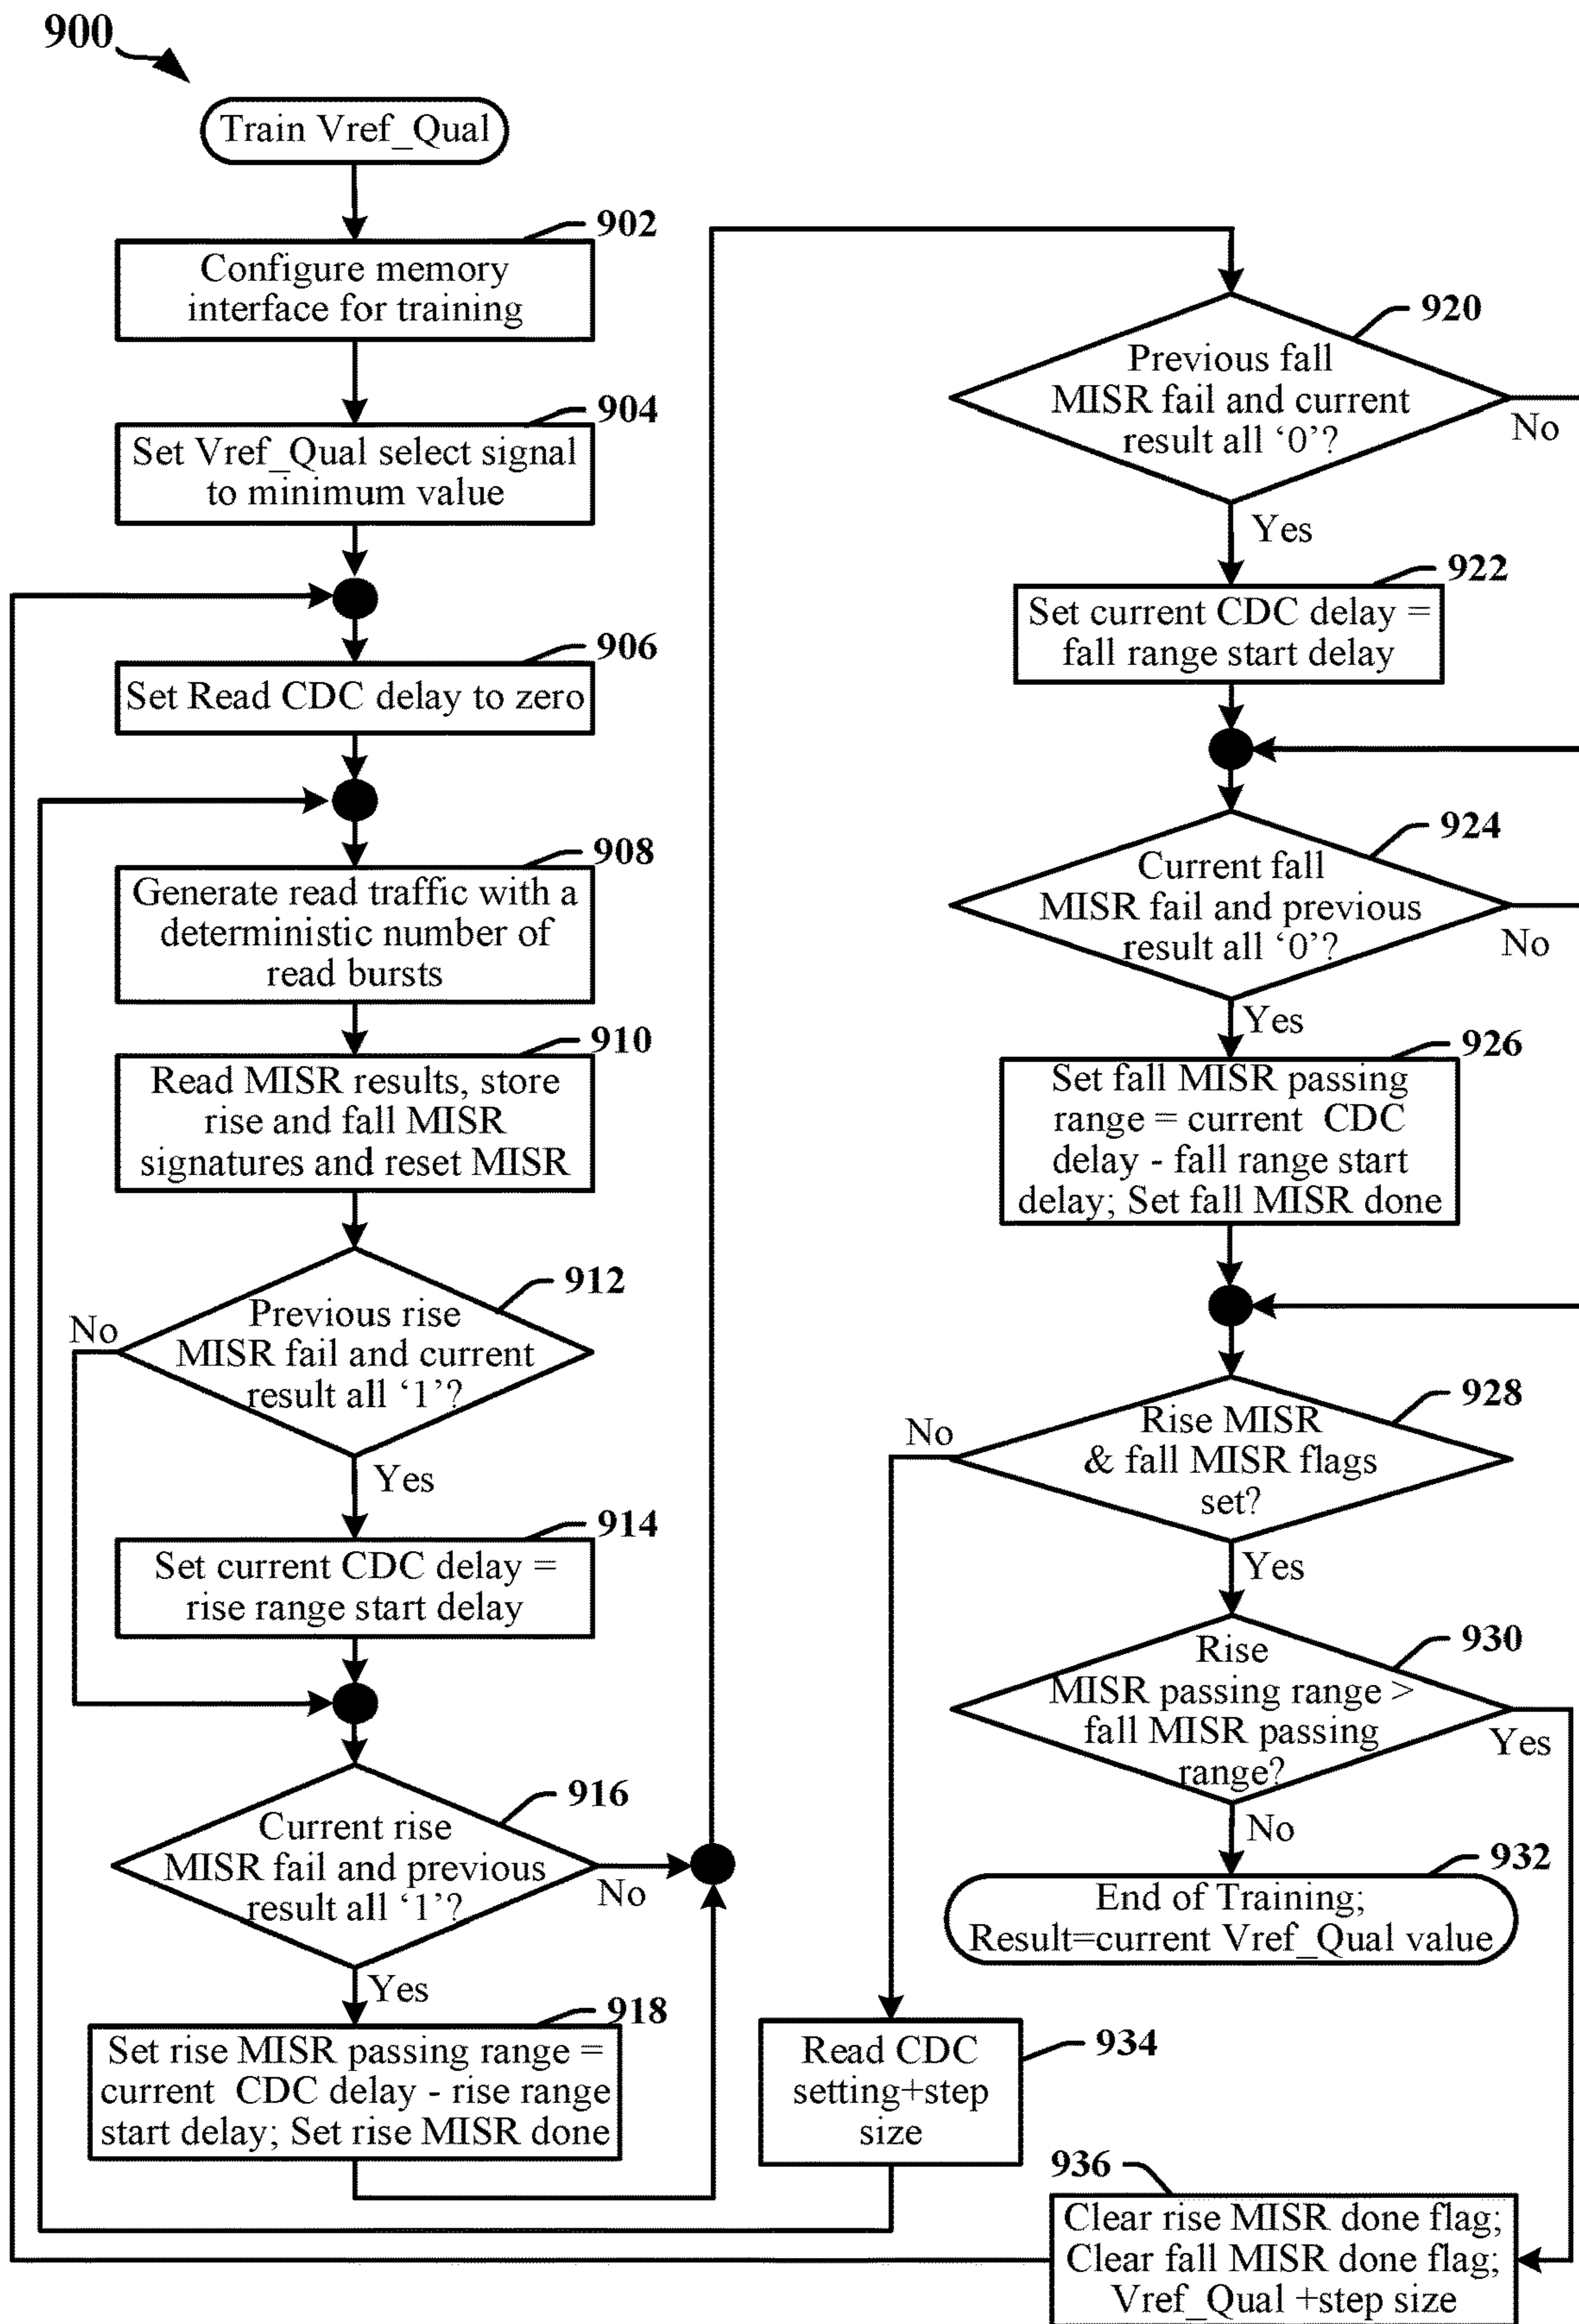 900
Train Vref_Qual
902
Configure memory
interface for training
904
Set Vref_Qual select signal
to minimum value
906
Set Read CDC delay to zero
908
Generate read traffic with a
deterministic number of
read bursts
910
Read MISR results, store
rise and fall MISR
signatures and reset MISR
912
Previous rise
MISR fail and current
result all ‘1’?
No
Yes
914
Set current CDC delay =
rise range start delay
916
Current rise
MISR fail and previous
result all ‘1’?
No
Yes
918
Set rise MISR passing range =
current CDC delay - rise range
start delay; Set rise MISR done
920
Previous fall
MISR fail and current
result all ‘0’?
No
Yes
922
Set current CDC delay =
fall range start delay
924
Current fall
MISR fail and previous
result all ‘0’?
No
Yes
926
Set fall MISR passing
range = current CDC
delay - fall range start
delay; Set fall MISR done
928
Rise MISR
& fall MISR flags
set?
No
Yes
930
Rise
MISR passing range >
fall MISR passing
range?
Yes
No
932
End of Training;
Result=current Vref_Qual value
934
Read CDC
setting+step
size
936
Clear rise MISR done flag;
Clear fall MISR done flag;
Vref_Qual +step size